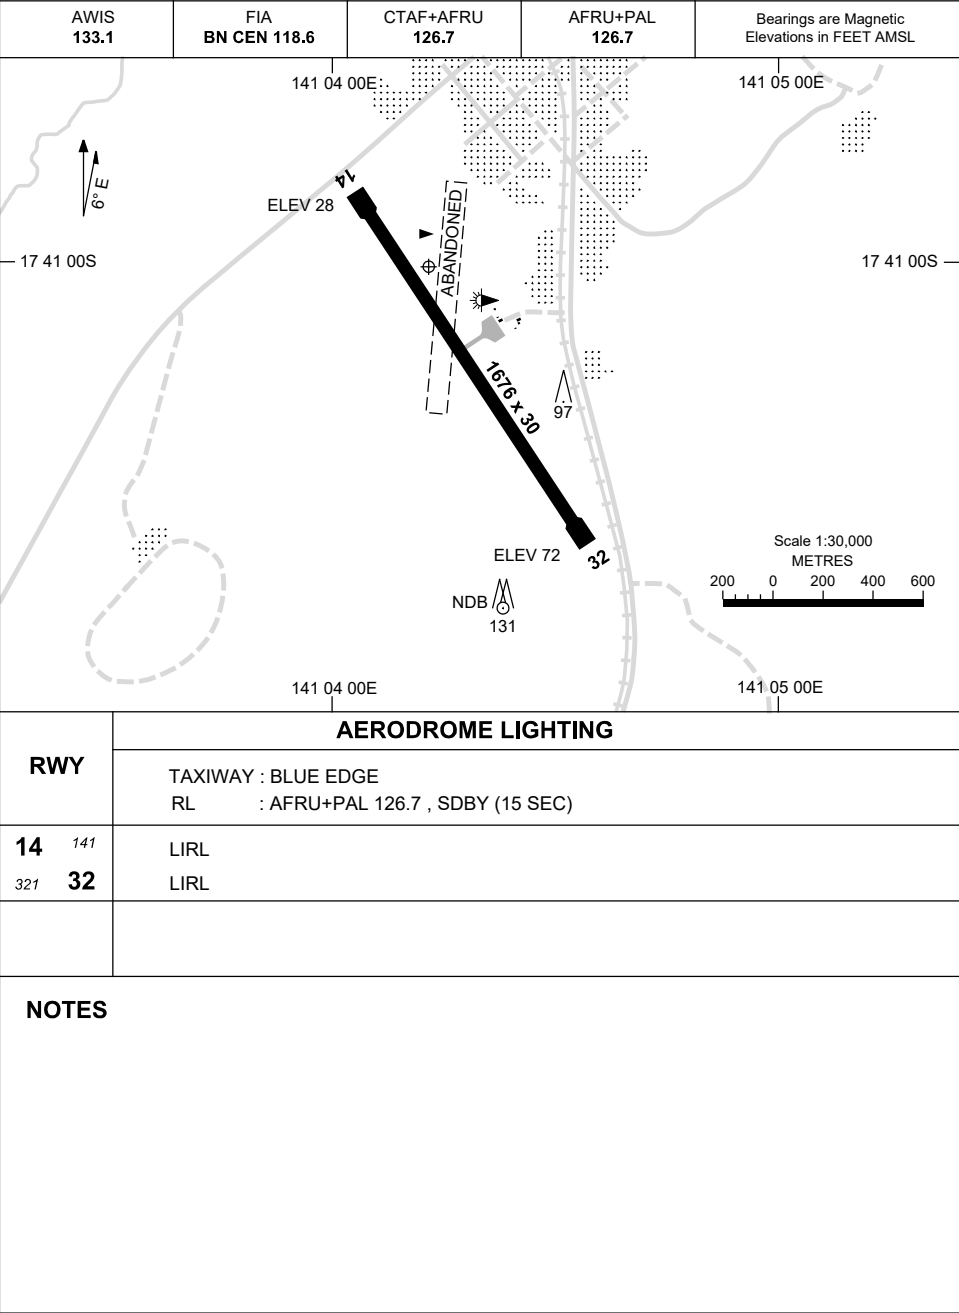 AWIS
133.1
FIA
BN CEN 118.6
CTAF+AFRU
126.7
AFRU+PAL
126.7
Bearings are Magnetic
Elevations in FEET AMSL
141 04 00E
141 05 00E
6° E
14
ELEV 28
ABANDONED
17 41 00S
17 41 00S
1676 x 30
97
ELEV 72
32
NDB
131
Scale 1:30,000
METRES
200 0 200 400 600
141 04 00E
141 05 00E
RWY
AERODROME LIGHTING
TAXIWAY : BLUE EDGE
RL : AFRU+PAL 126.7 , SDBY (15 SEC)
14 141 LIRL
321 32 LIRL
NOTES